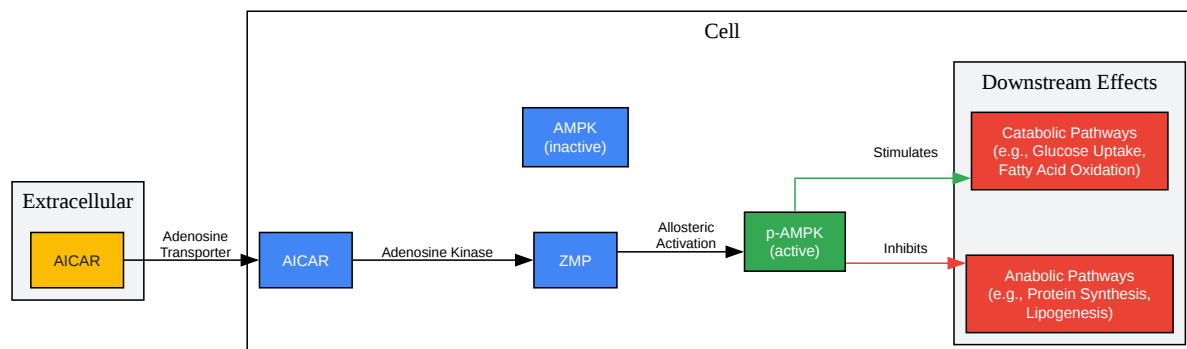 Cell
Downstream Effects
AMPK
(inactive)
Catabolic Pathways
(e.g., Glucose Uptake,
Fatty Acid Oxidation)
Stimulates
Extracellular
AICAR
Adenosine
Transporter
AICAR
Adenosine Kinase
ZMP
Allosteric
Activation
p-AMPK
(active)
Inhibits
Anabolic Pathways
(e.g., Protein Synthesis,
Lipogenesis)